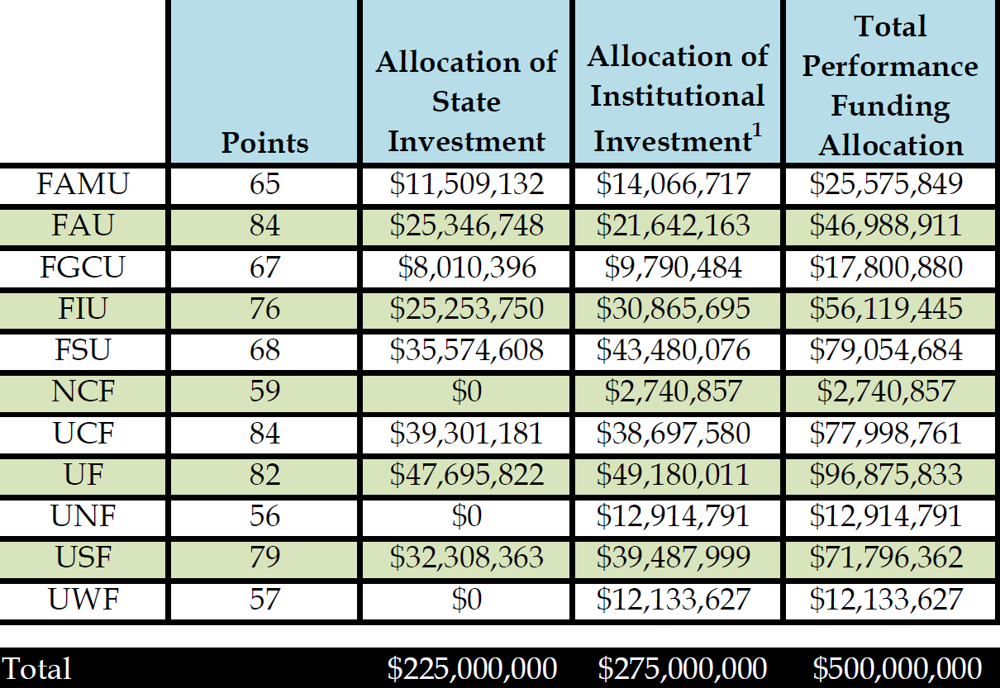 Points
Allocation of
State
Investment
Allocation of
Institutional
Investment1
Total
Performance
Funding
Allocation
FAMU 65 $11,509,132 $14,066,717 $25,575,849
FAU 84 $25,346,748 $21,642,163 $46,988,911
FGCU 67 $8,010,396 $9,790,484 $17,800,880
FIU 76 $25,253,750 $30,865,695 $56,119,445
FSU 68 $35,574,608 $43,480,076 $79,054,684
NCF 59 $0 $2,740,857 $2,740,857
UCF 84 $39,301,181 $38,697,580 $77,998,761
UF 82 $47,695,822 $49,180,011 $96,875,833
UNF 56 $0 $12,914,791 $12,914,791
USF 79 $32,308,363 $39,487,999 $71,796,362
UWF 57 $0 $12,133,627 $12,133,627
Total $225,000,000 $275,000,000 $500,000,000